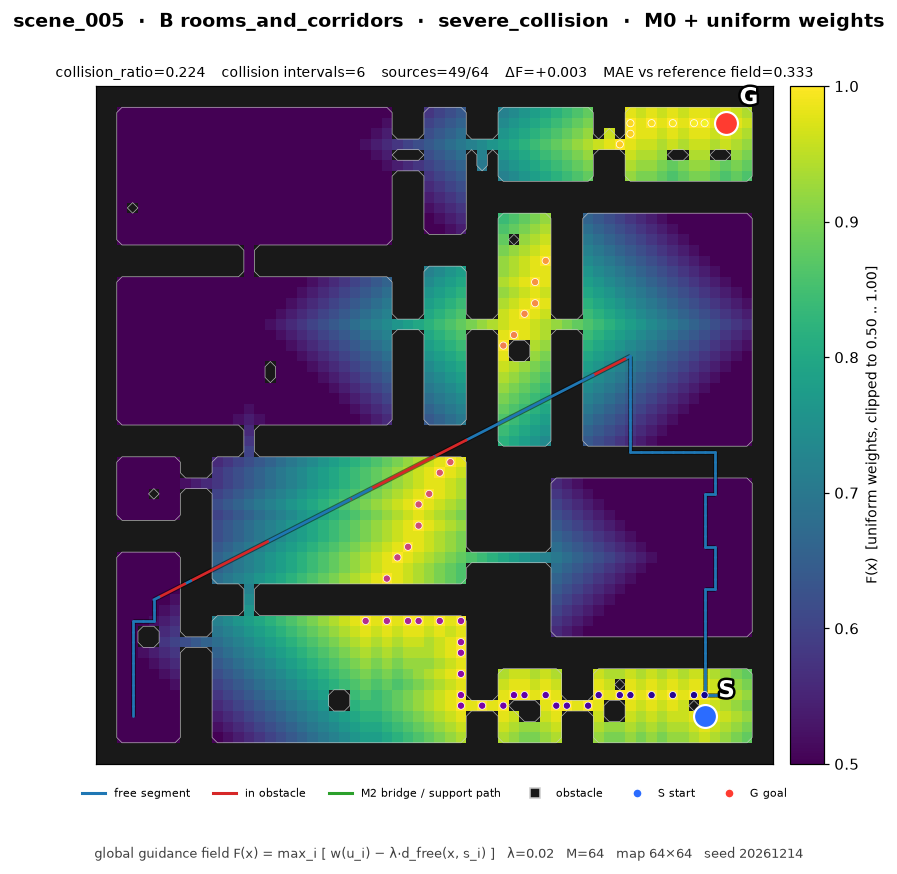 scene_005 · B rooms_and_corridors · severe_collision · M0 + uniform weights
collision_ratio=0.224 collision intervals=6 sources=49/64 ΔF=+0.003 MAE vs reference field=0.333
G
S
1.0
0.9
0.8
0.7
0.6
0.5
F(x) [uniform weights, clipped to 0.50 .. 1.00]
free segment
in obstacle
M2 bridge / support path
obstacle
S start
G goal
global guidance field F(x) = max_i [ w(u_i) − λ·d_free(x, s_i) ] λ=0.02 M=64 map 64×64 seed 20261214